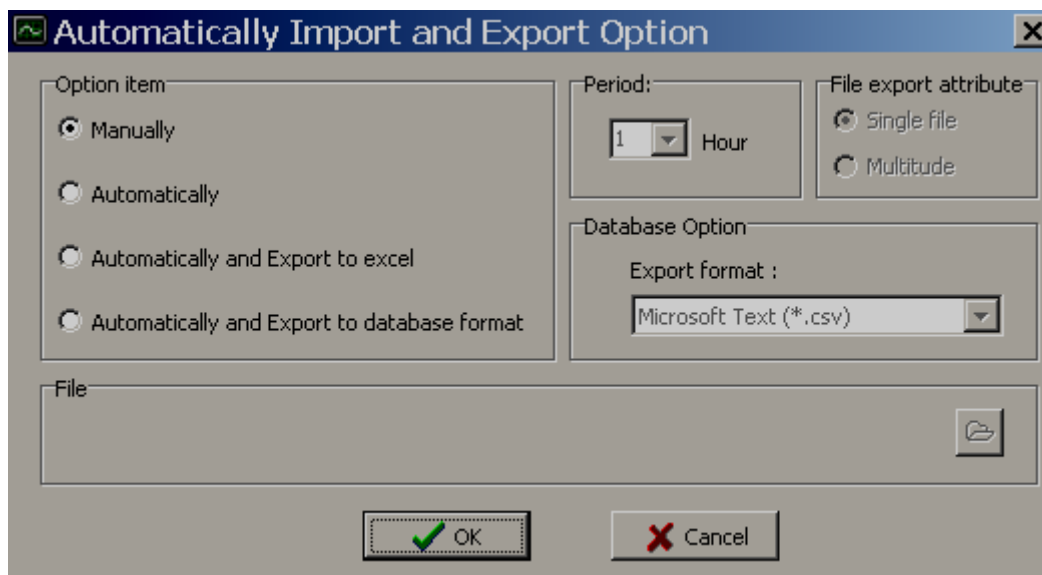 Automatically Import and Export Option
Option item
Manually
Automatically
Automatically and Export to excel
Automatically and Export to database format
Period:
1 Hour
File export attribute
Single file
Multitude
Database Option
Export format :
Microsoft Text (*.csv)
File
OK
Cancel